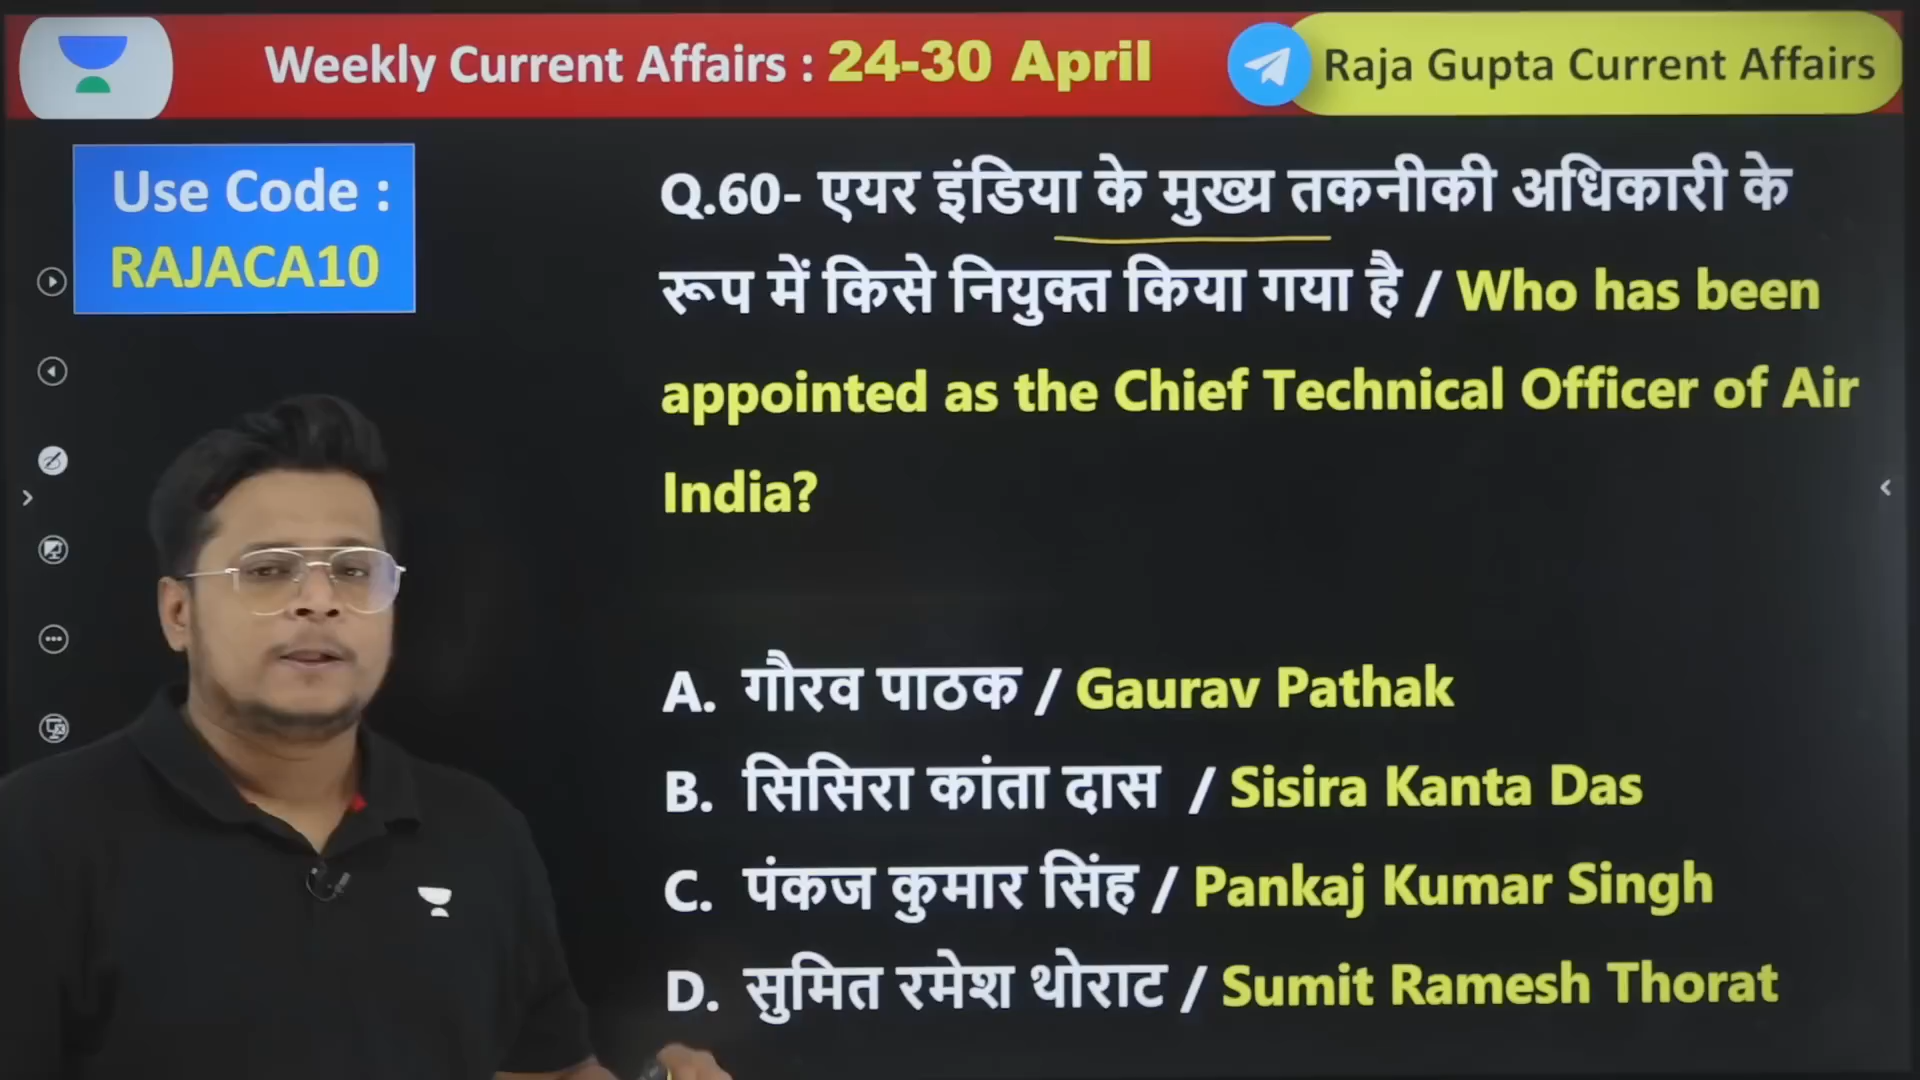 Weekly Current Affairs : 24-30 April
Raja Gupta Current Affairs
Use Code :
RAJACA10
Q.60- एयर इंडिया के मुख्य तकनीकी अधिकारी के
रूप में किसे नियुक्त किया गया है / Who has been
appointed as the Chief Technical Officer of Air
India?
A. गौरव पाठक / Gaurav Pathak
B. सिसिरा कांता दास / Sisira Kanta Das
C. पंकज कुमार सिंह / Pankaj Kumar Singh
D. सुमित रमेश थोराट / Sumit Ramesh Thorat